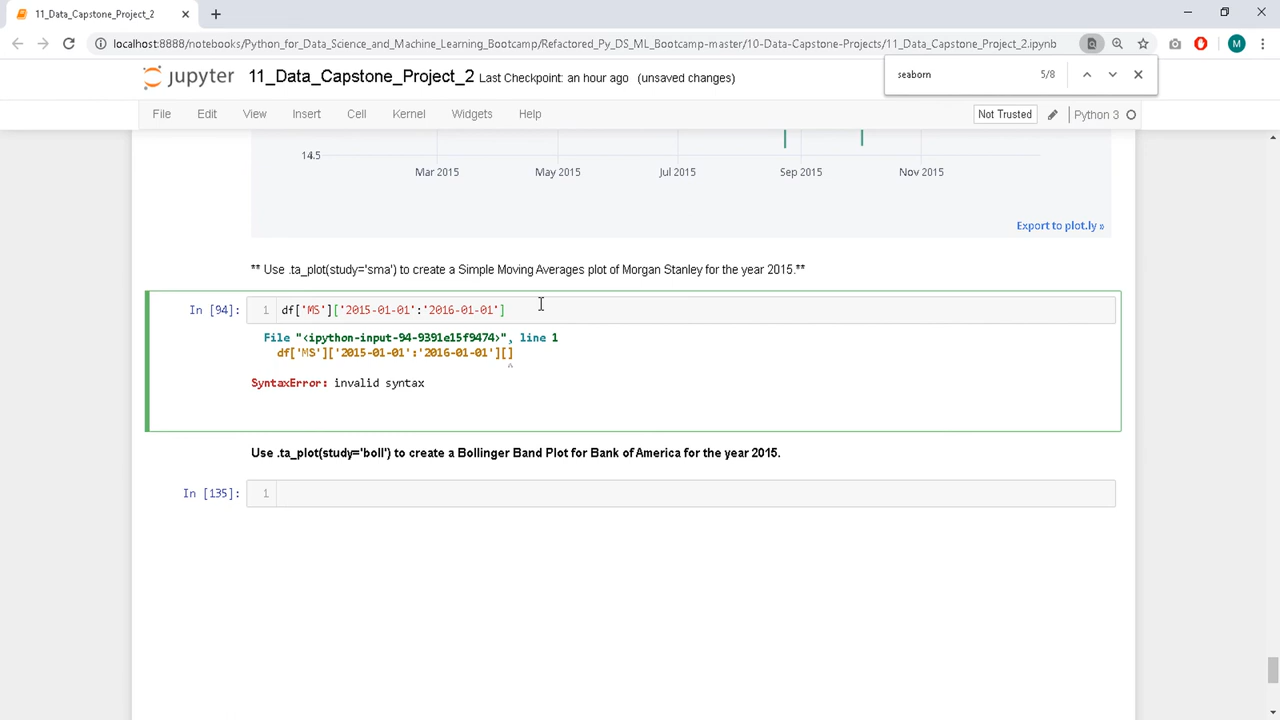 11_Data_Capstone_Project_2
localhost:8888/notebooks/Python_for_Data_Science_and_Machine_Learning_Bootcamp/Refactored_Py_DS_ML_Bootcamp-master/10-Data-Capstone-Projects/11_Data_Capstone_Project_2.ipynb
M
seaborn 5/8
jupyter 11_Data_Capstone_Project_2 Last Checkpoint: an hour ago (unsaved changes)
File Edit View Insert Cell Kernel Widgets Help Not Trusted Python 3
14.5
Mar 2015 May 2015 Jul 2015 Sep 2015 Nov 2015
Export to plot.ly »
** Use .ta_plot(study='sma') to create a Simple Moving Averages plot of Morgan Stanley for the year 2015.**
In [94]: 1 df['MS']['2015-01-01':'2016-01-01']
File "<ipython-input-94-9391e15f9474>", line 1
df['MS']['2015-01-01':'2016-01-01'][]
^
SyntaxError: invalid syntax
Use .ta_plot(study='boll') to create a Bollinger Band Plot for Bank of America for the year 2015.
In [135]: 1